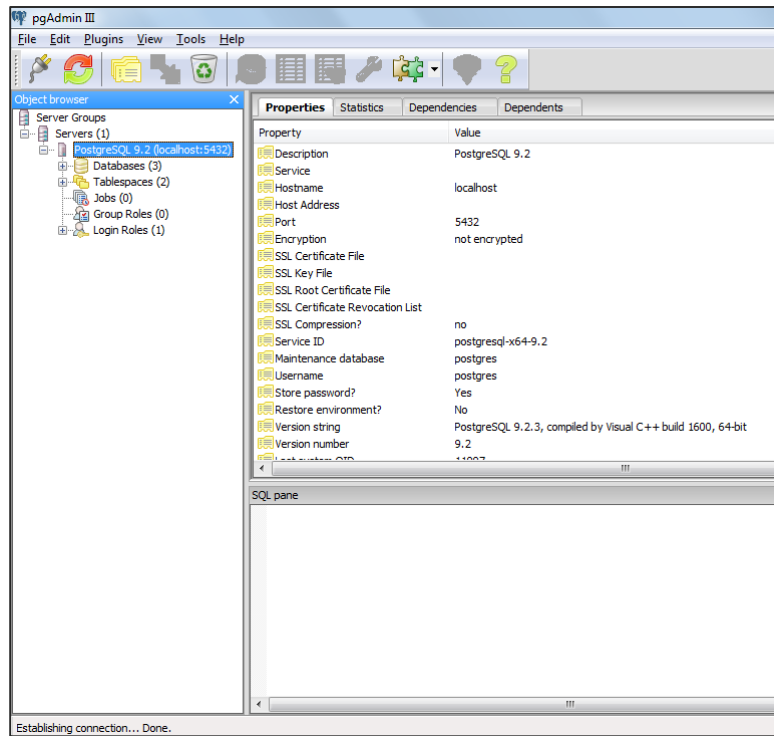 pgAdmin III
File Edit Plugins View Tools Help
Object browser X
Server Groups
Servers (1)
PostgreSQL 9.2 (localhost:5432)
Databases (3)
Tablespaces (2)
Jobs (0)
Group Roles (0)
Login Roles (1)
Properties Statistics Dependencies Dependents
Property Value
Description PostgreSQL 9.2
Service
Hostname localhost
Host Address
Port 5432
Encryption not encrypted
SSL Certificate File
SSL Key File
SSL Root Certificate File
SSL Certificate Revocation List
SSL Compression? no
Service ID postgresql-x64-9.2
Maintenance database postgres
Username postgres
Store password? Yes
Restore environment? No
Version string PostgreSQL 9.2.3, compiled by Visual C++ build 1600, 64-bit
Version number 9.2
Last system OID
SQL pane
Establishing connection... Done.